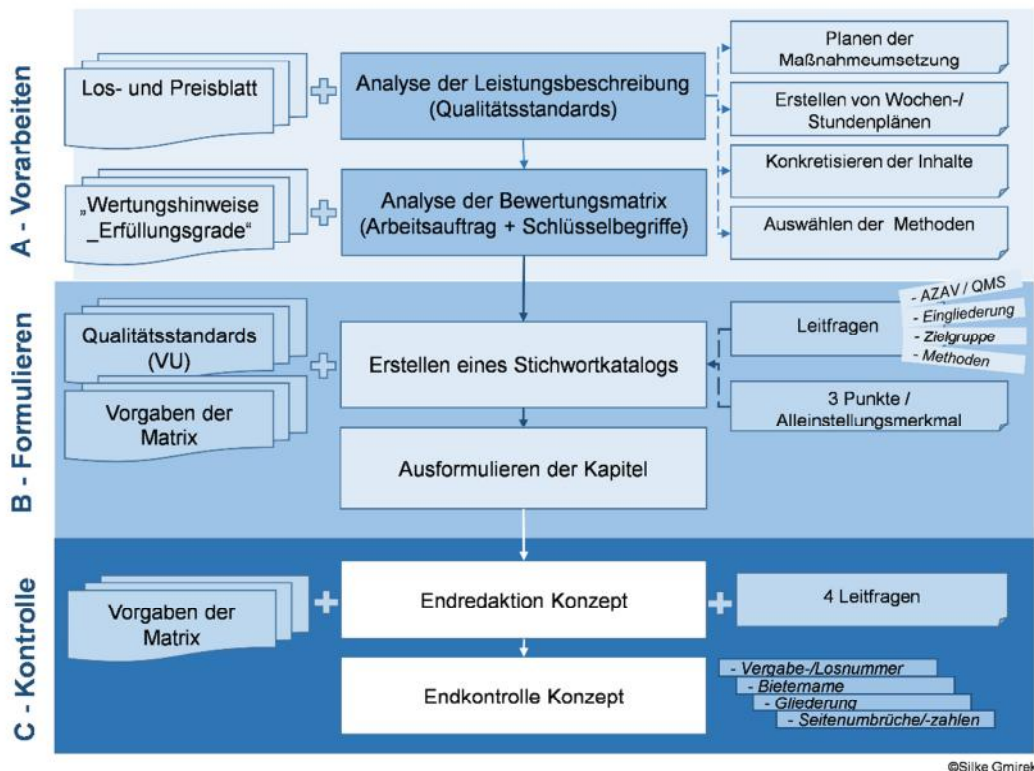 A - Vorarbeiten
Los- und Preisblatt
Analyse der Leistungsbeschreibung
(Qualitätsstandards)
Planen der
Maßnahmeumsetzung
Erstellen von Wochen-/
Stundenplänen
Konkretisieren der Inhalte
Auswählen der Methoden
„Wertungshinweise
_Erfüllungsgrade“
Analyse der Bewertungsmatrix
(Arbeitsauftrag + Schlüsselbegriffe)
B - Formulieren
Qualitätsstandards
(VU)
Vorgaben der
Matrix
Erstellen eines Stichwortkatalogs
Leitfragen
- AZAV / QMS
- Eingliederung
- Zielgruppe
- Methoden
3 Punkte /
Alleinstellungsmerkmal
Ausformulieren der Kapitel
C - Kontrolle
Vorgaben der
Matrix
Endredaktion Konzept
4 Leitfragen
Endkontrolle Konzept
- Vergabe-/Losnummer
- Bietername
- Gliederung
- Seitenumbrüche/-zahlen
©Silke Gmirek